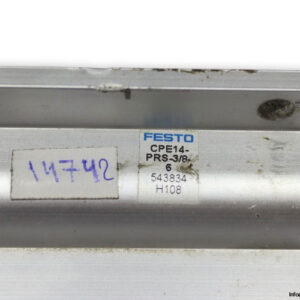 14742
FESTO
CPE14-
PRS-3/8-
6
543834
H108